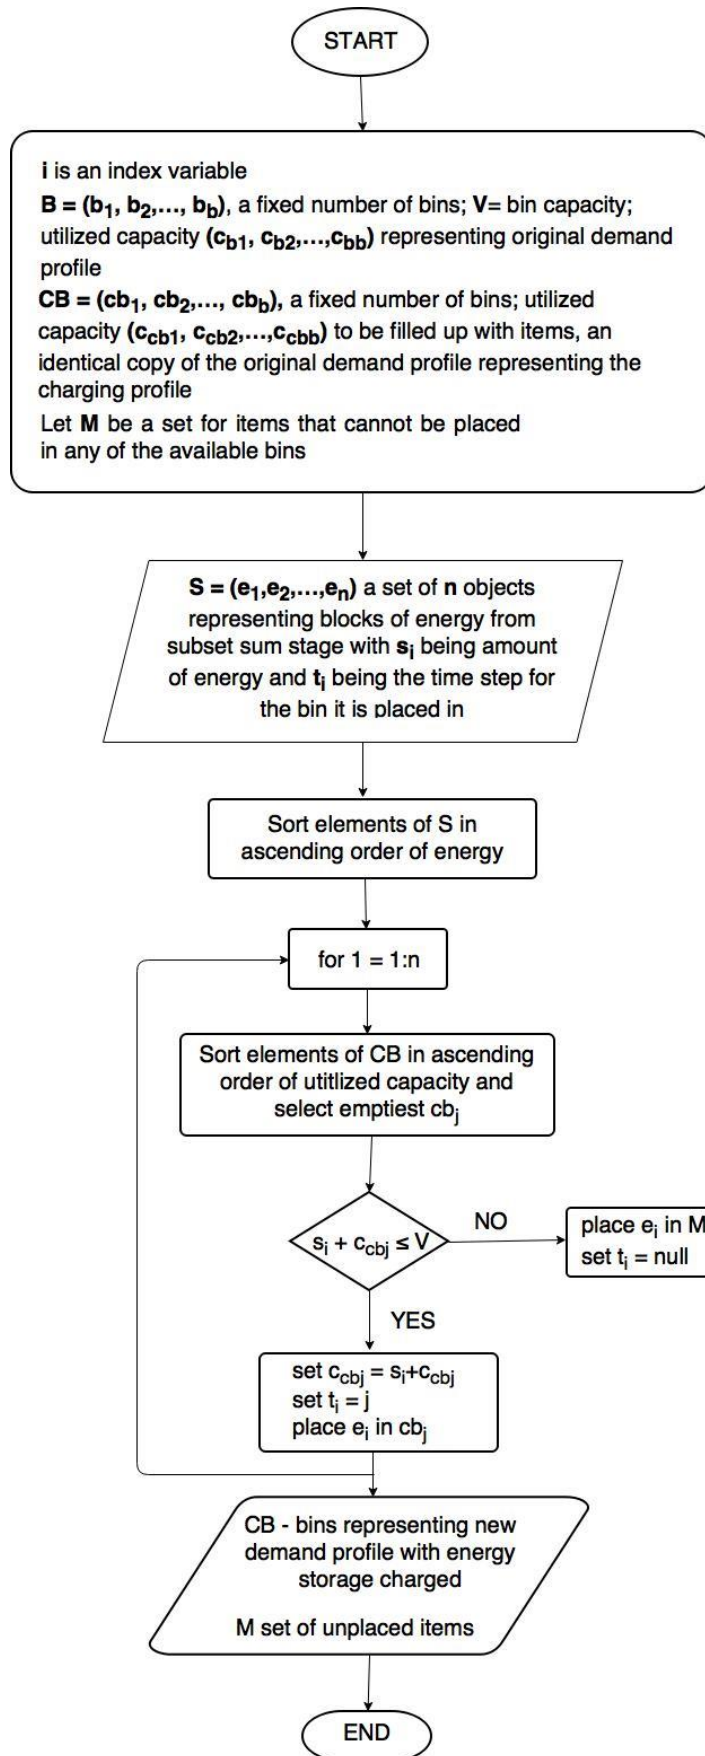 START
i is an index variable
B = (b1, b2,..., bb), a fixed number of bins; V= bin capacity;
utilized capacity (cb1, cb2,...,cbb) representing original demand
profile
CB = (cb1, cb2,..., cbb), a fixed number of bins; utilized
capacity (ccb1, ccb2,...,ccbb) to be filled up with items, an
identical copy of the original demand profile representing the
charging profile
Let M be a set for items that cannot be placed
in any of the available bins
S = (e1,e2,...,en) a set of n objects
representing blocks of energy from
subset sum stage with si being amount
of energy and ti being the time step for
the bin it is placed in
Sort elements of S in
ascending order of energy
for 1 = 1:n
Sort elements of CB in ascending
order of utitlized capacity and
select emptiest cbj
si + ccbj ≤ V
NO
place ei in M
set ti = null
YES
set ccbj = si+ccbj
set ti = j
place ei in cbj
CB - bins representing new
demand profile with energy
storage charged
M set of unplaced items
END